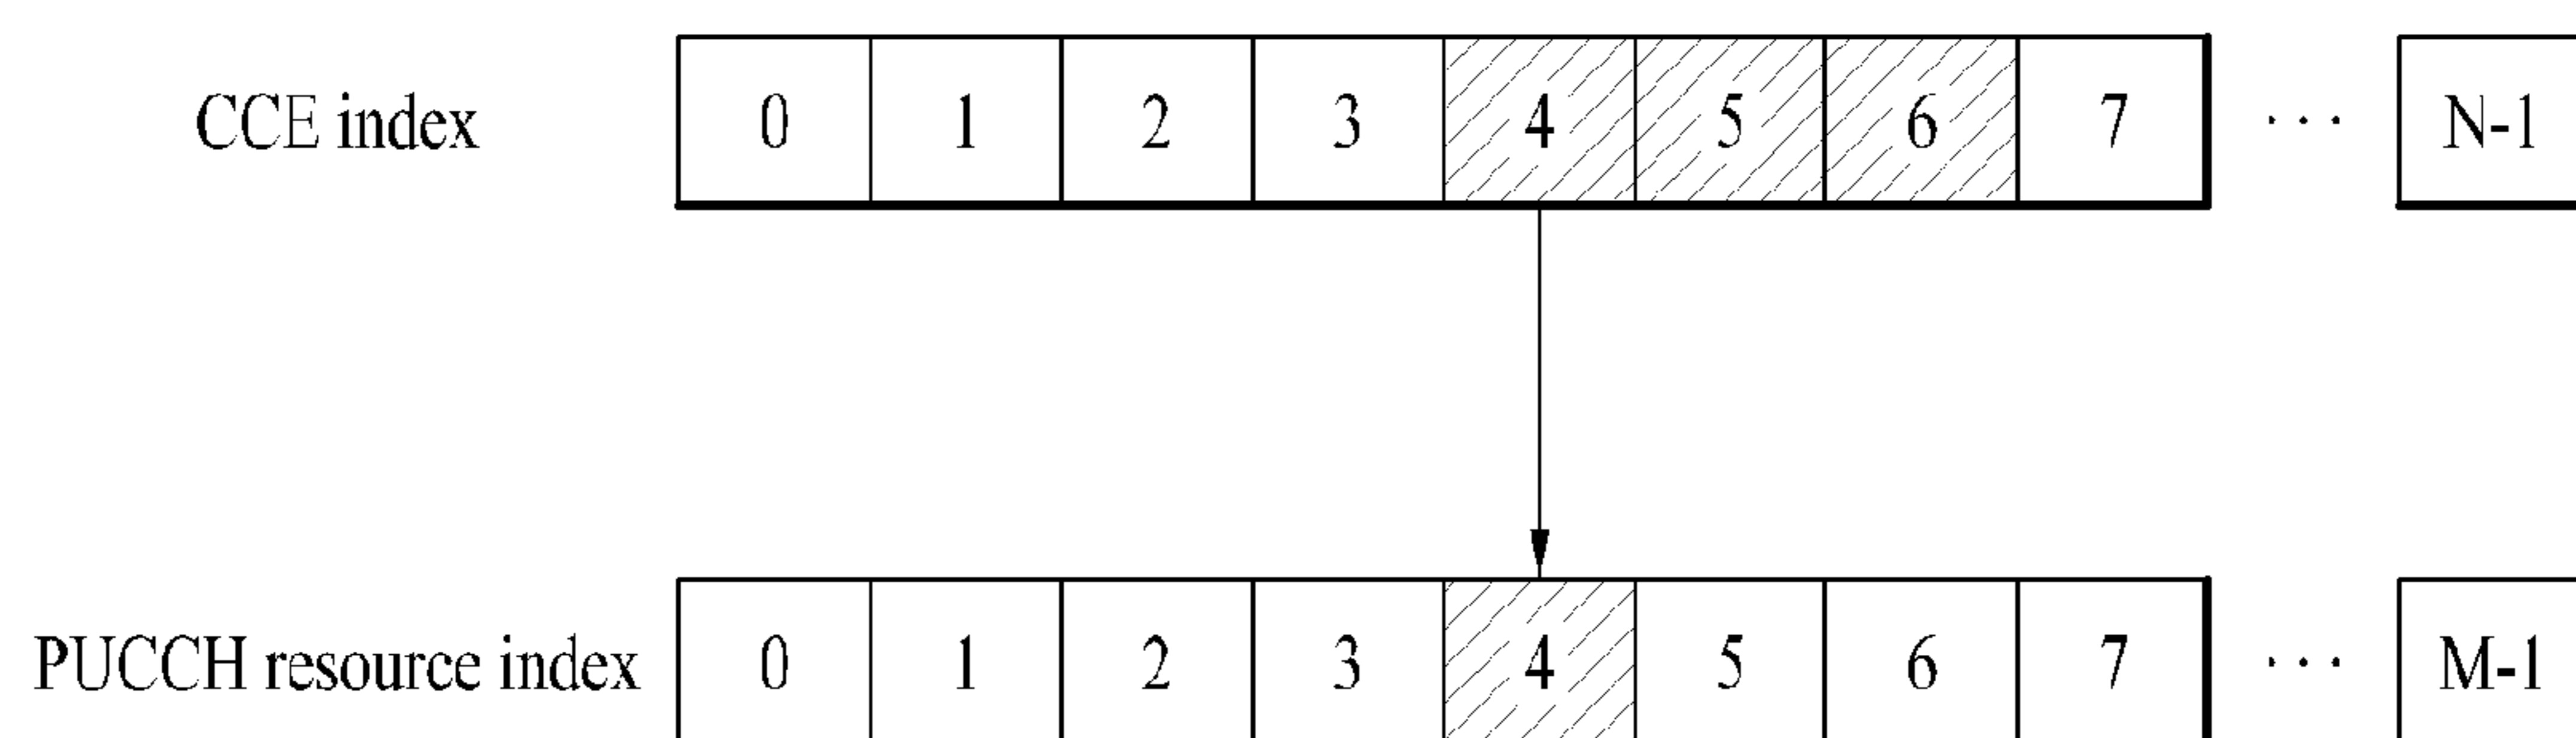 CCE index 0 1 2 3 4 5 6 7 ... N-1
PUCCH resource index 0 1 2 3 4 5 6 7 ... M-1